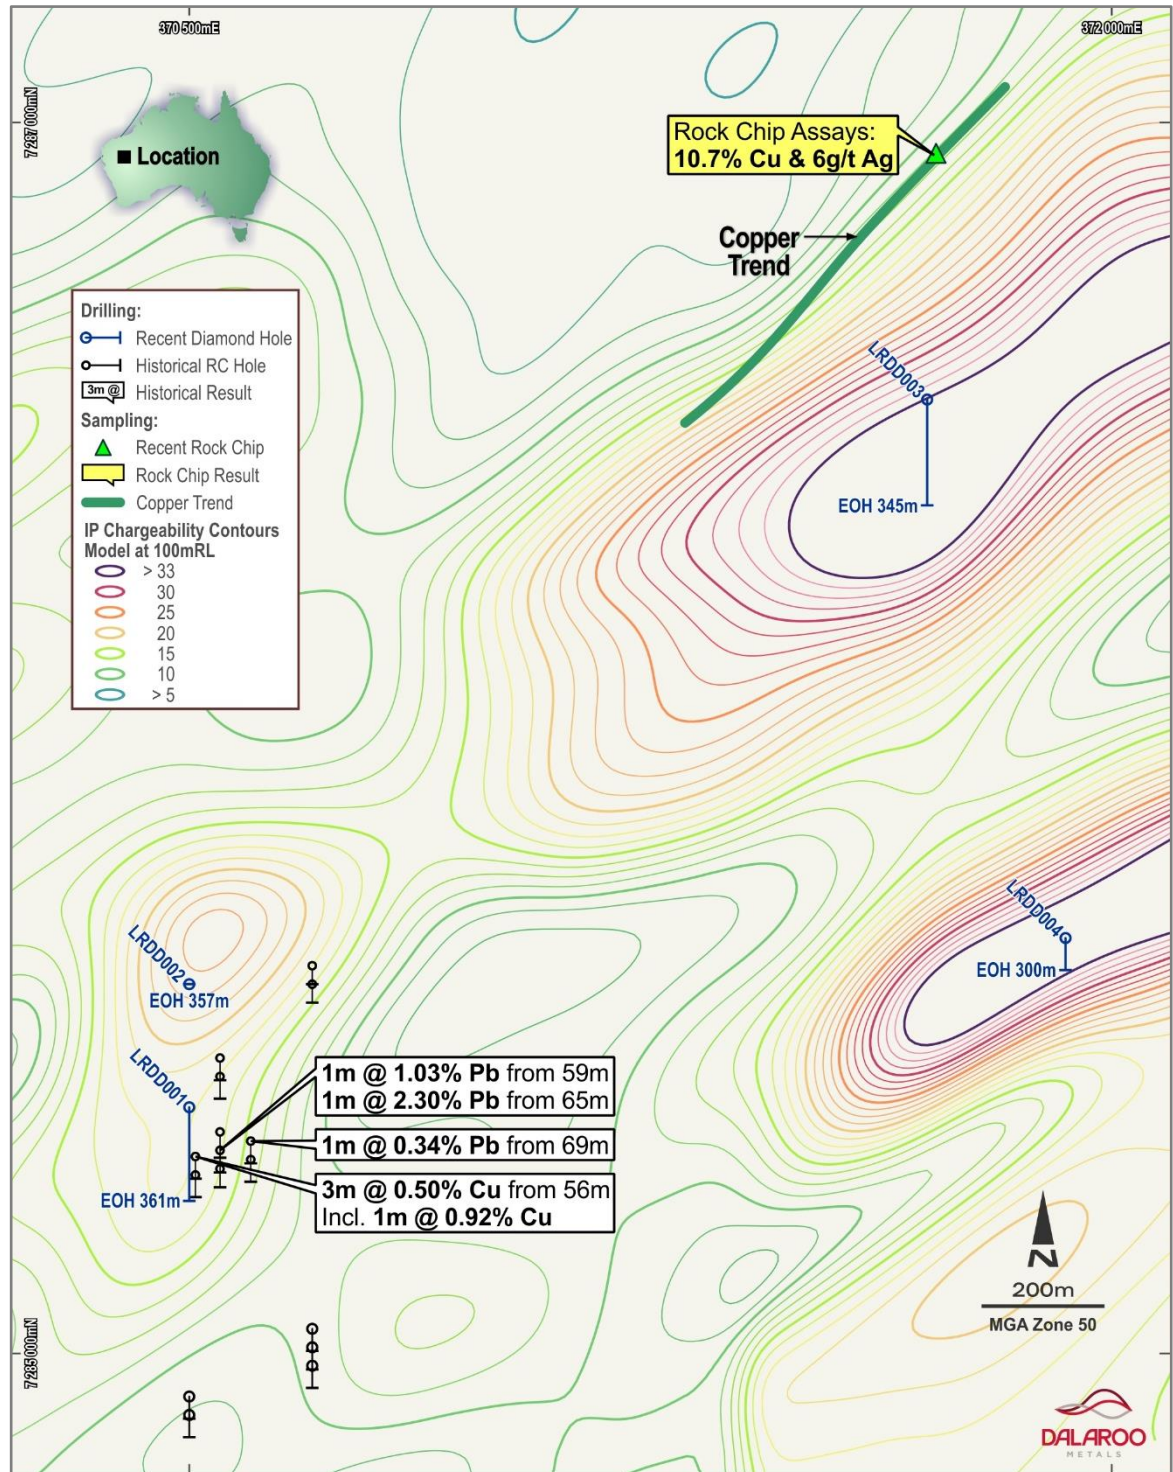 370 500mE
372 000mE
7 287 000mN
Location
Rock Chip Assays:
10.7% Cu & 6g/t Ag
Copper
Trend
Drilling:
Recent Diamond Hole
Historical RC Hole
3m @
Historical Result
Sampling:
Recent Rock Chip
Rock Chip Result
Copper Trend
IP Chargeability Contours
Model at 100mRL
> 33
30
25
20
15
10
> 5
LRDD003
EOH 345m
LRDD004
EOH 300m
LRDD002
EOH 357m
LRDD001
EOH 361m
1m @ 1.03% Pb from 59m
1m @ 2.30% Pb from 65m
1m @ 0.34% Pb from 69m
3m @ 0.50% Cu from 56m
Incl. 1m @ 0.92% Cu
N
200m
MGA Zone 50
7 285 000mN
DALAROO
METALS